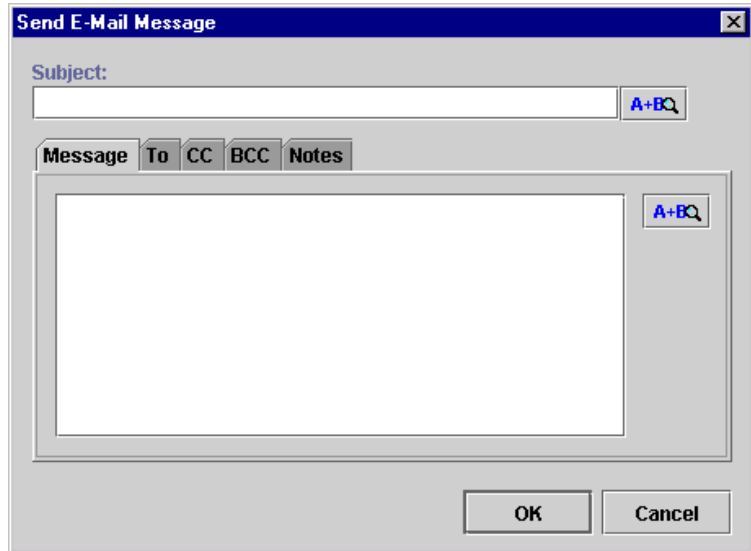 Send E-Mail Message
Subject:
A+B
Message To CC BCC Notes
A+B
OK Cancel